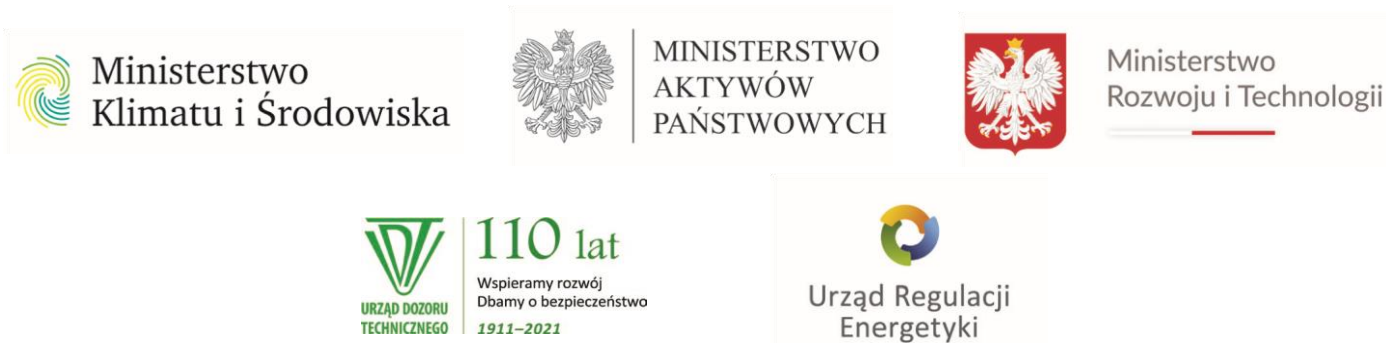 Ministerstwo
Klimatu i Środowiska
MINISTERSTWO
AKTYWÓW
PAŃSTWOWYCH
Ministerstwo
Rozwoju i Technologii
UDT
URZĄD DOZORU
TECHNICZNEGO
110 lat
Wspieramy rozwój
Dbamy o bezpieczeństwo
1911–2021
Urząd Regulacji
Energetyki